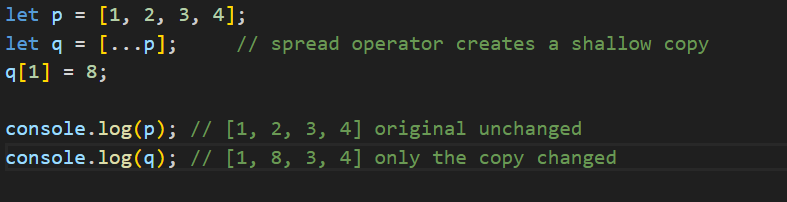 let p = [1, 2, 3, 4];
let q = [...p];     // spread operator creates a shallow copy
q[1] = 8;

console.log(p); // [1, 2, 3, 4] original unchanged
console.log(q); // [1, 8, 3, 4] only the copy changed